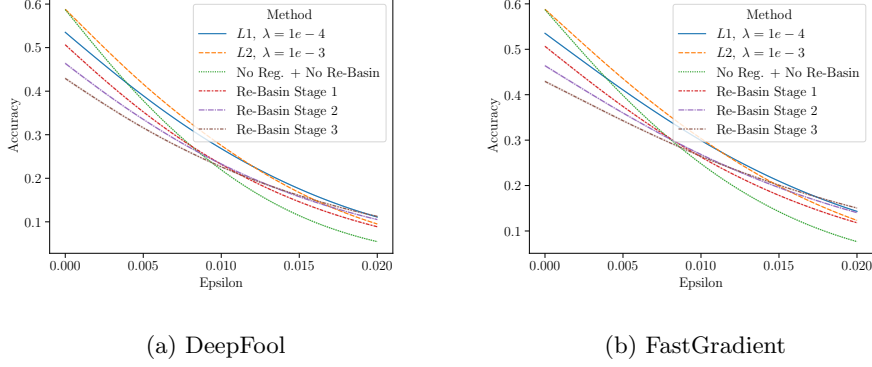 0.6
0.5
0.4
0.3
0.2
0.1
Accuracy
0.000
0.005
0.010
0.015
0.020
Epsilon
Method
L1, λ = 1e − 4
L2, λ = 1e − 3
No Reg. + No Re-Basin
Re-Basin Stage 1
Re-Basin Stage 2
Re-Basin Stage 3
(a) DeepFool
0.6
0.5
0.4
0.3
0.2
0.1
Accuracy
0.000
0.005
0.010
0.015
0.020
Epsilon
Method
L1, λ = 1e − 4
L2, λ = 1e − 3
No Reg. + No Re-Basin
Re-Basin Stage 1
Re-Basin Stage 2
Re-Basin Stage 3
(b) FastGradient